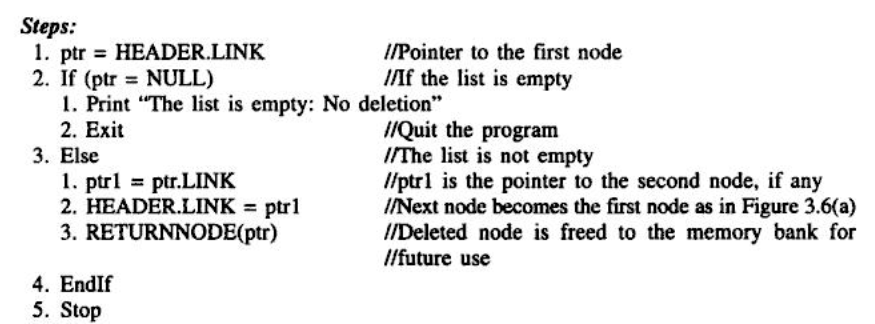 Steps:
1. ptr = HEADER.LINK //Pointer to the first node
2. If (ptr = NULL) //If the list is empty
1. Print “The list is empty: No deletion”
2. Exit //Quit the program
3. Else //The list is not empty
1. ptr1 = ptr.LINK //ptr1 is the pointer to the second node, if any
2. HEADER.LINK = ptr1 //Next node becomes the first node as in Figure 3.6(a)
3. RETURNNODE(ptr) //Deleted node is freed to the memory bank for
//future use
4. EndIf
5. Stop